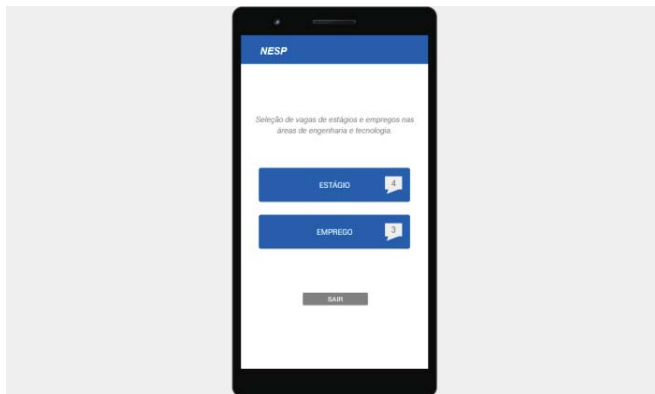 NESP
Seleção de vagas de estágios e empregos nas
áreas de engenharia e tecnologia.
ESTÁGIO 4
EMPREGO 3
SAIR